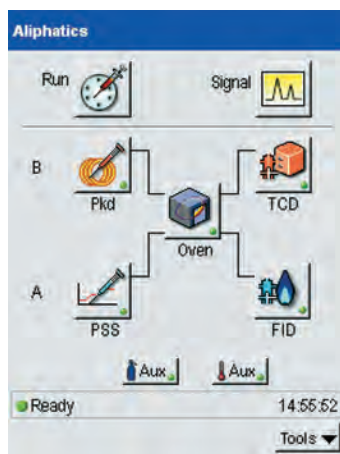 Aliphatics
Run Signal
B
Pkd TCD
Oven
A
PSS FID
Aux Aux
Ready 14:55:52
Tools